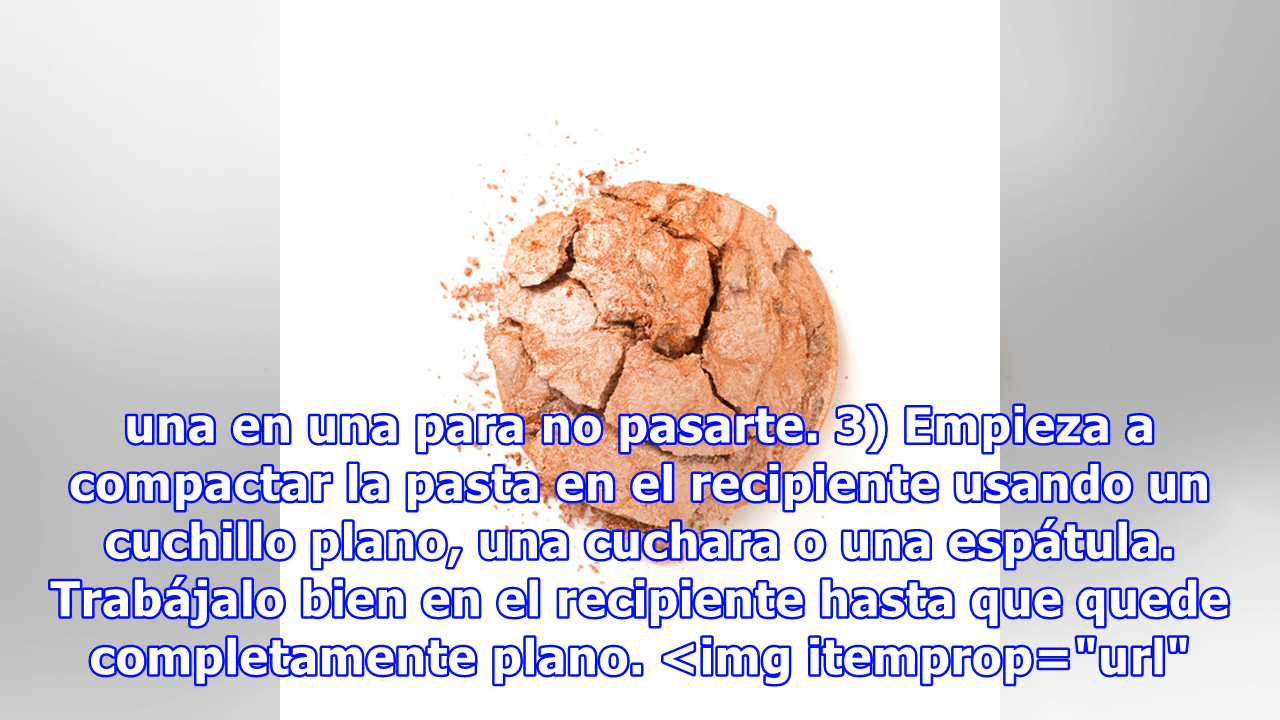 una en una para no pasarte. 3) Empieza a
compactar la pasta en el recipiente usando un
cuchillo plano, una cuchara o una espátula.
Trabájalo bien en el recipiente hasta que quede
completamente plano. <img itemprop="url"